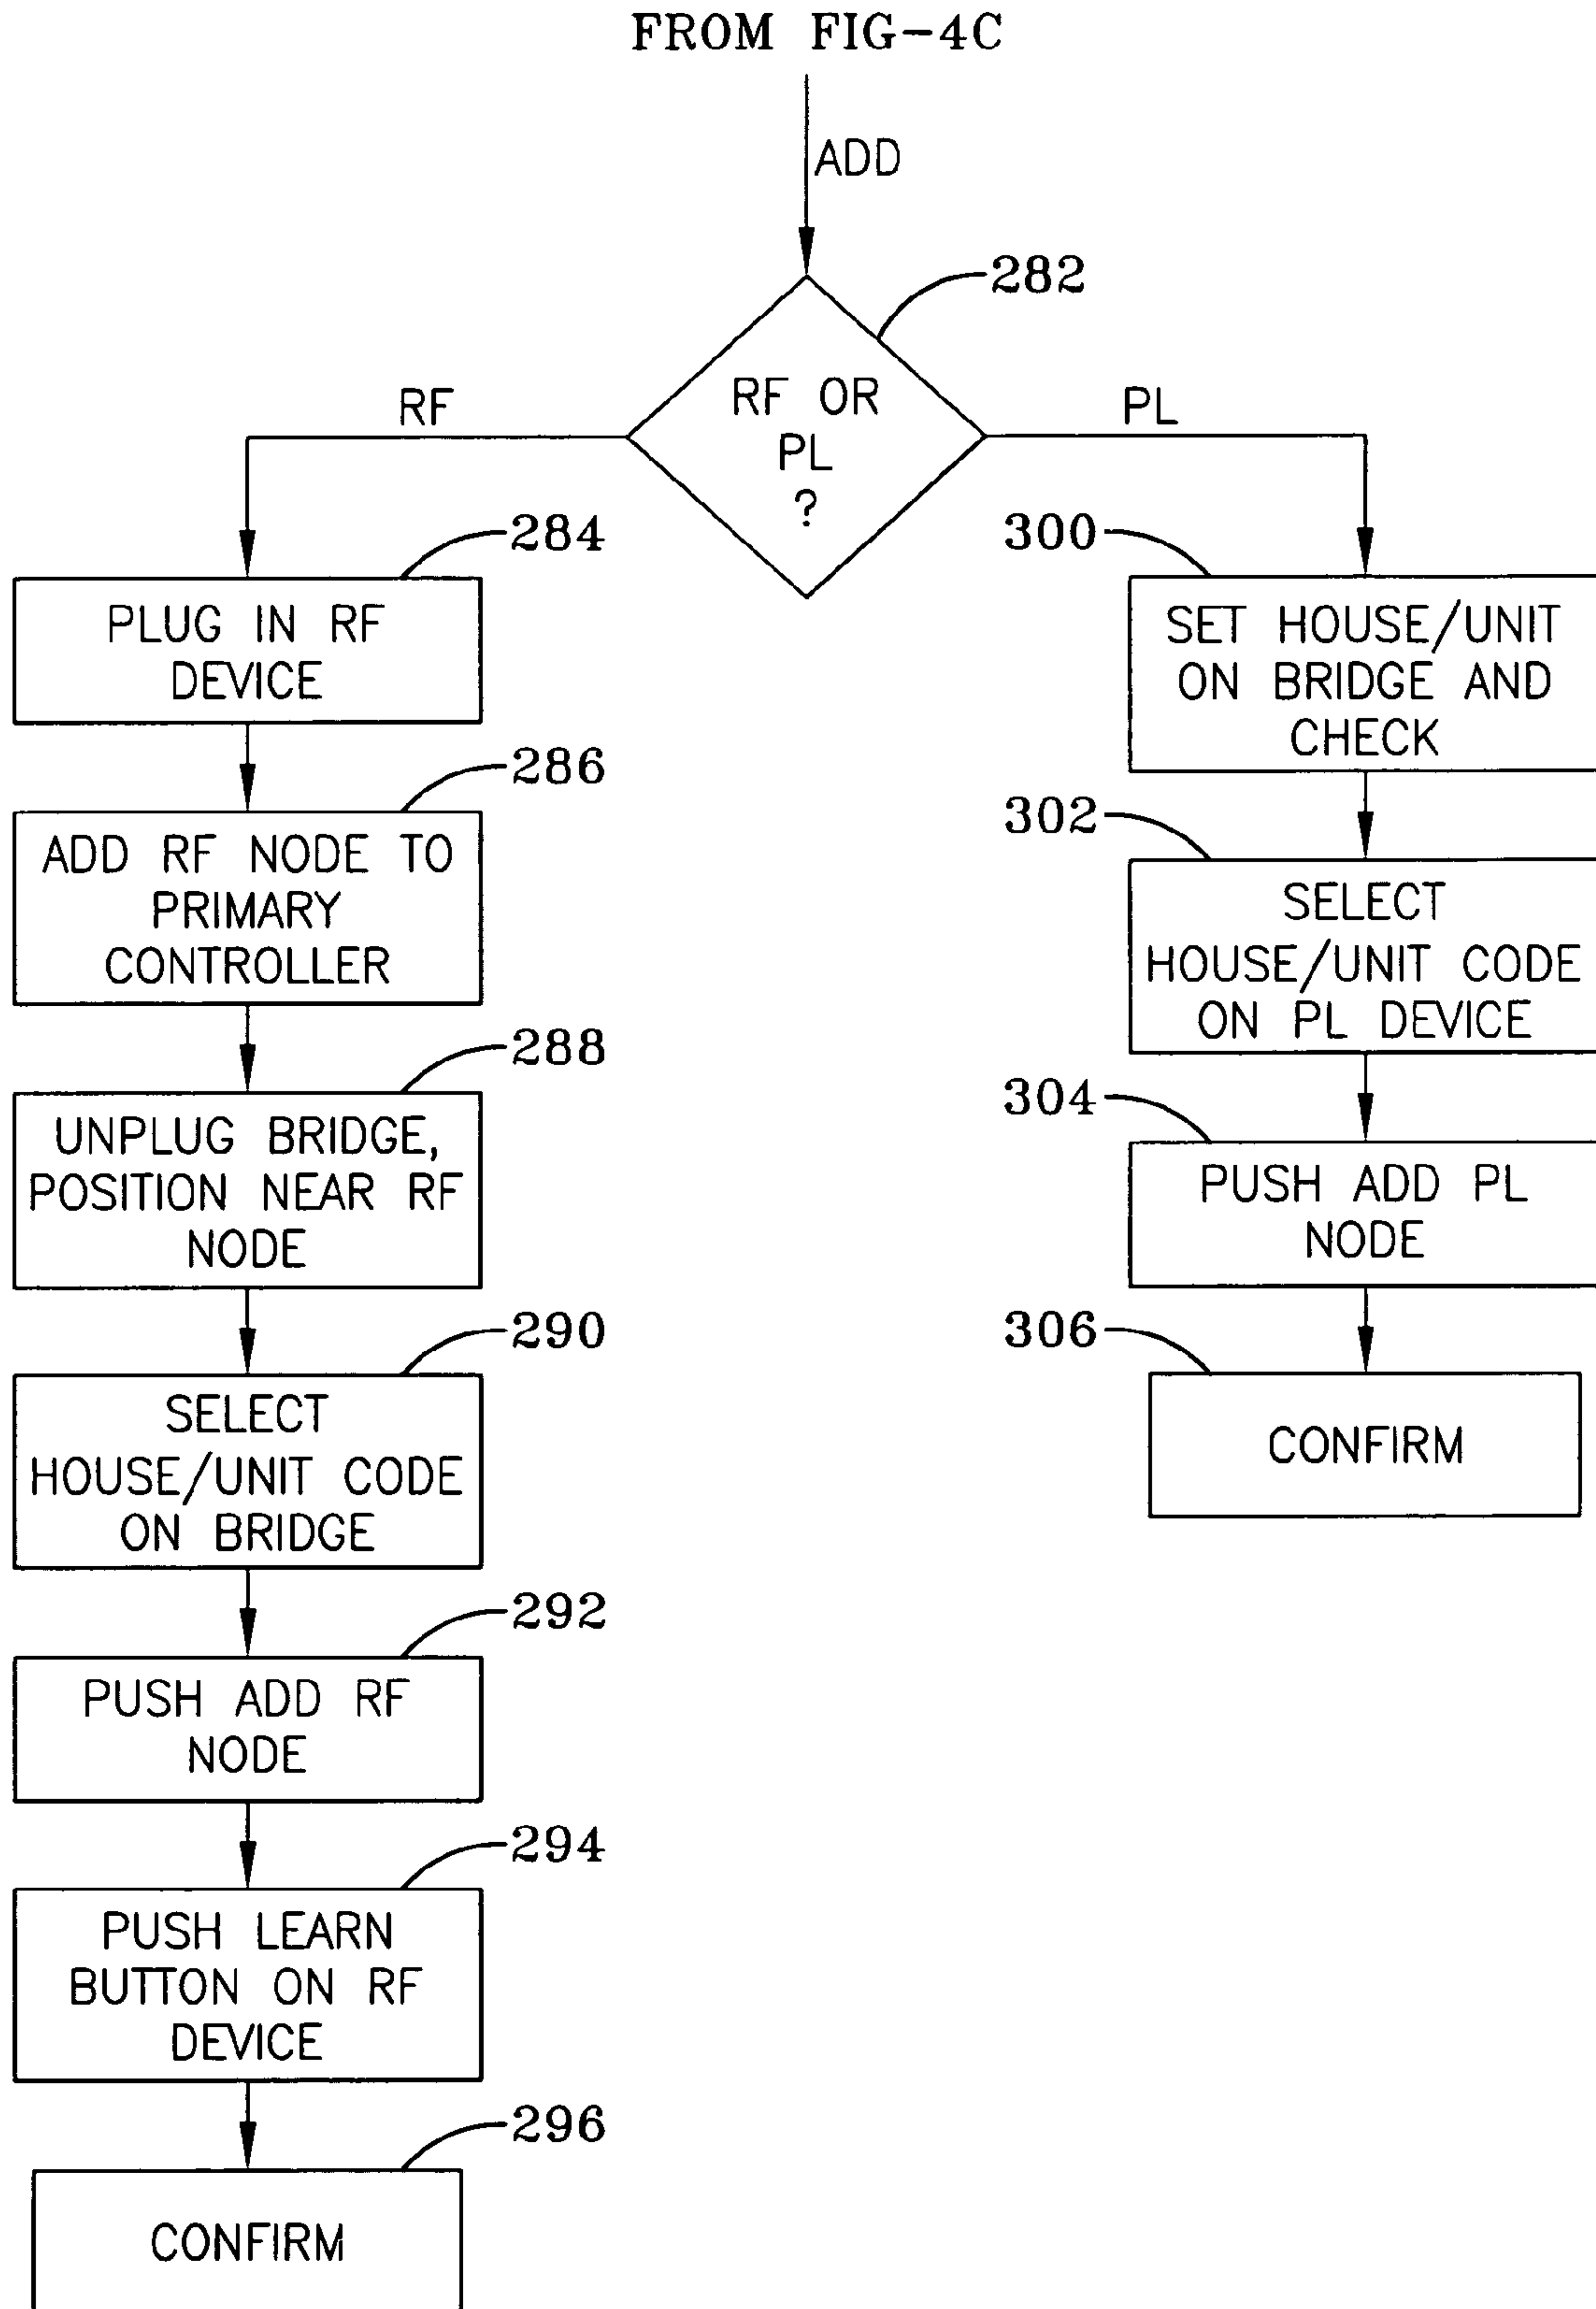 FROM FIG-4C
ADD
282
RF OR
PL
?
RF
PL
284
PLUG IN RF
DEVICE
286
ADD RF NODE TO
PRIMARY
CONTROLLER
288
UNPLUG BRIDGE,
POSITION NEAR RF
NODE
290
SELECT
HOUSE/UNIT CODE
ON BRIDGE
292
PUSH ADD RF
NODE
294
PUSH LEARN
BUTTON ON RF
DEVICE
296
CONFIRM
300
SET HOUSE/UNIT
ON BRIDGE AND
CHECK
302
SELECT
HOUSE/UNIT CODE
ON PL DEVICE
304
PUSH ADD PL
NODE
306
CONFIRM